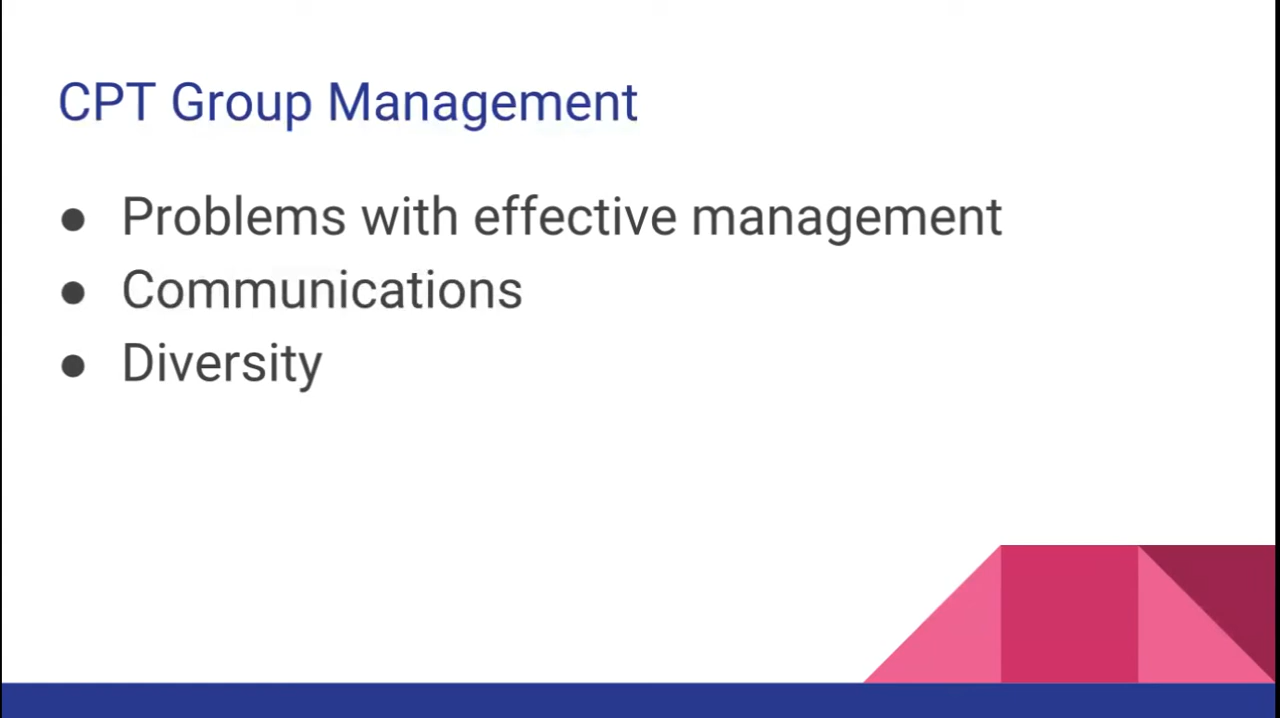 CPT Group Management
● Problems with effective management
● Communications
● Diversity